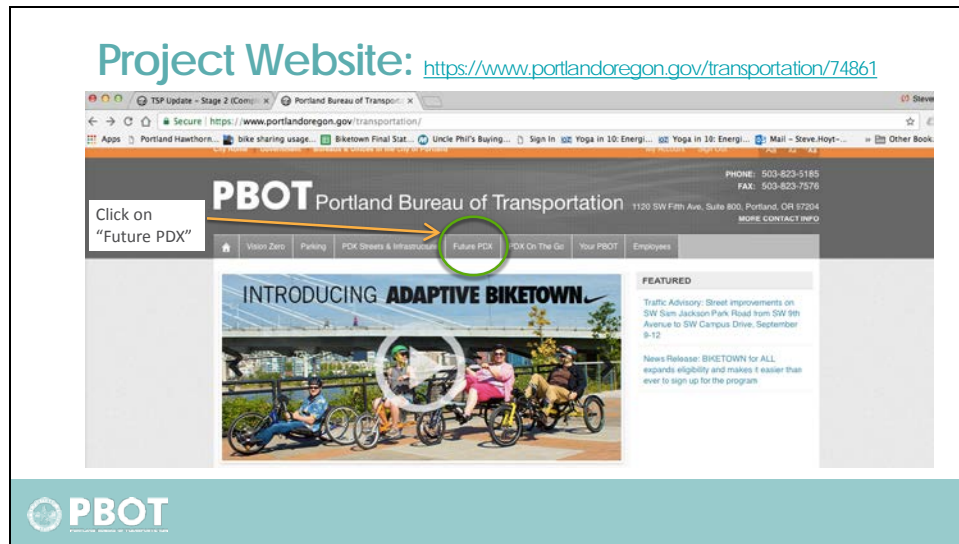 Project Website: https://www.portlandoregon.gov/transportation/74861
TSP Update – Stage 2 (Comp
Portland Bureau of Transport
Steve
Secure https://www.portlandoregon.gov/transportation/
Apps Portland Hawthorn... bike sharing usage... Biketown Final Stat... Uncle Phil's Buying... Sign In Yoga in 10: Energi... Yoga in 10: Energi... Mail – Steve.Hoyt–... » Other Book
PHONE: 503-823-5185
FAX: 503-823-7576
PBOT Portland Bureau of Transportation
1120 SW Fifth Ave, Suite 800, Portland, OR 97204
MORE CONTACT INFO
Click on
"Future PDX"
Vision Zero Parking PDX Streets & Infrastructure Future PDX PDX On The Go Your PBOT Employees
INTRODUCING ADAPTIVE BIKETOWN
FEATURED
Traffic Advisory: Street improvements on
SW Sam Jackson Park Road from SW 9th
Avenue to SW Campus Drive, September
9-12
News Release: BIKETOWN for ALL
expands eligibility and makes it easier than
ever to sign up for the program
PBOT